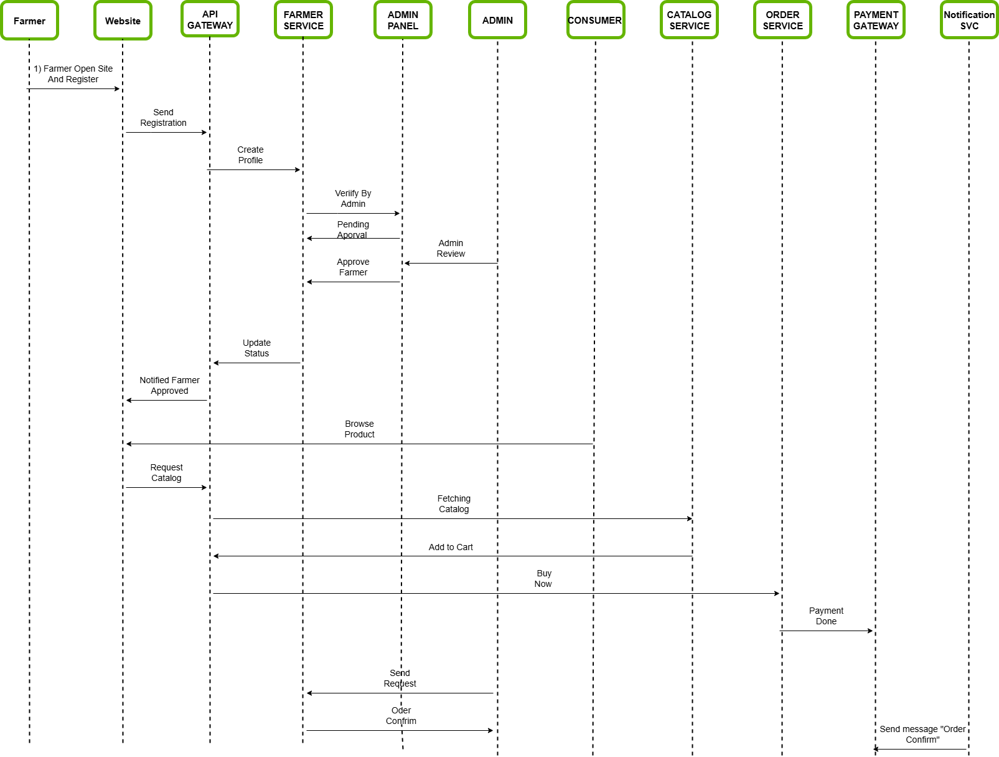 Farmer
Website
API
GATEWAY
FARMER
SERVICE
ADMIN
PANEL
ADMIN
CONSUMER
CATALOG
SERVICE
ORDER
SERVICE
PAYMENT
GATEWAY
Notification
SVC
1) Farmer Open Site
And Register
Send
Registration
Create
Profile
Veriify By
Admin
Pending
Aporval
Admin
Review
Approve
Farmer
Update
Status
Notified Farmer
Approved
Browse
Product
Request
Catalog
Fetching
Catalog
Add to Cart
Buy
Now
Payment
Done
Send
Request
Oder
Confrim
Send message "Order
Confirm"